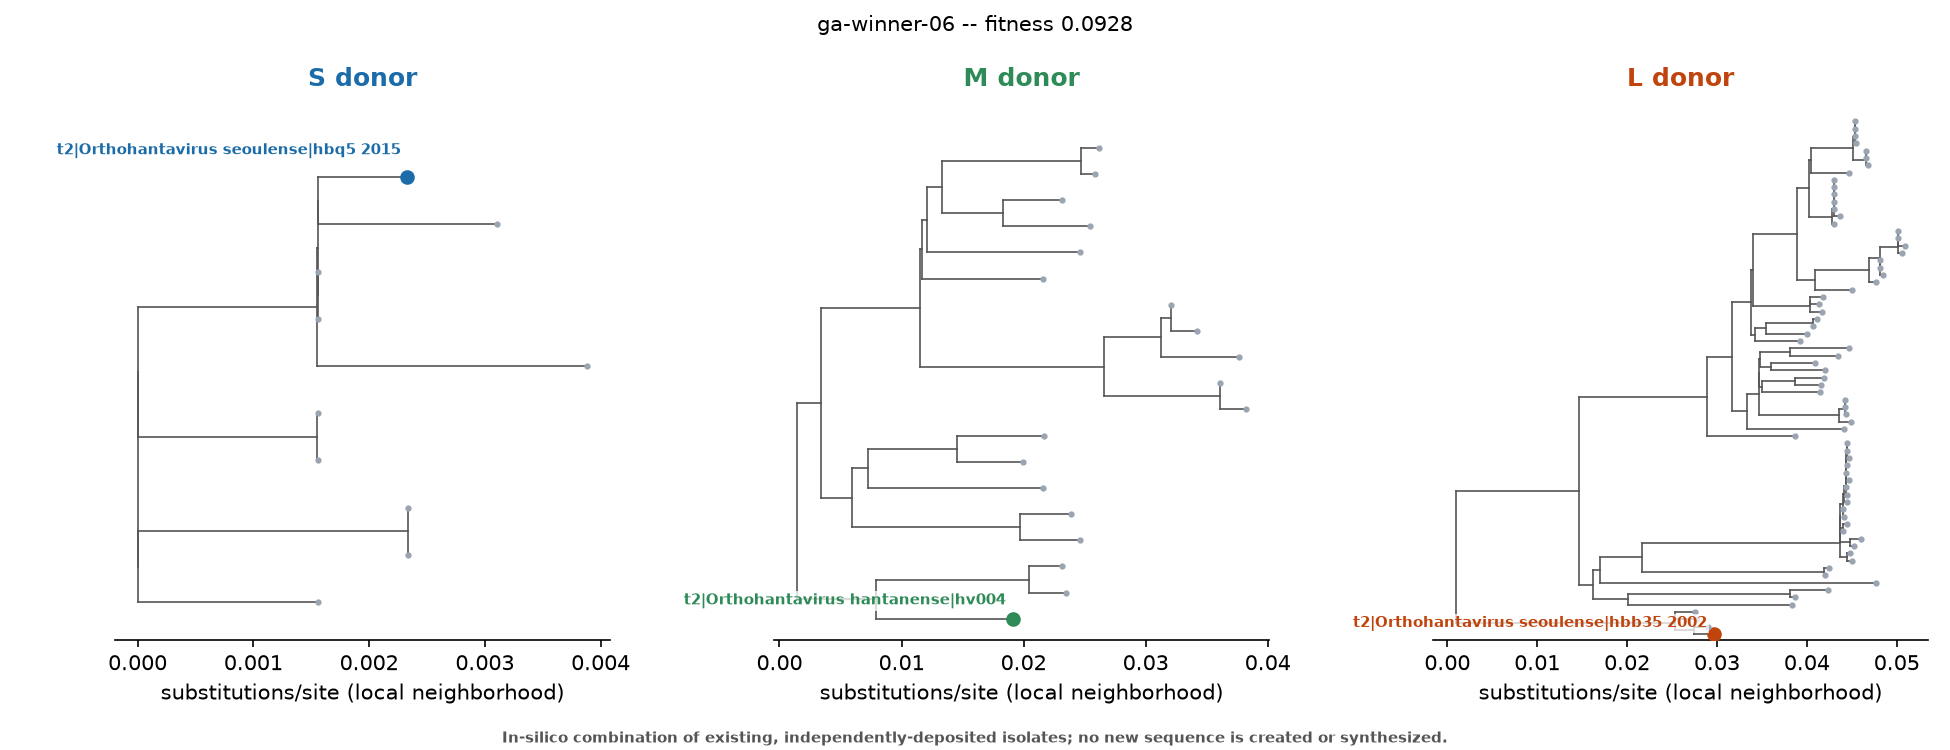 ga-winner-06 -- fitness 0.0928
S donor
M donor
L donor
t2|Orthohantavirus seoulense|hbq5 2015
t2|Orthohantavirus hantanense|hv004
t2|Orthohantavirus seoulense|hbb35 2002
0.000 0.001 0.002 0.003 0.004
0.00 0.01 0.02 0.03 0.04
0.00 0.01 0.02 0.03 0.04 0.05
substitutions/site (local neighborhood)
substitutions/site (local neighborhood)
substitutions/site (local neighborhood)
In-silico combination of existing, independently-deposited isolates; no new sequence is created or synthesized.